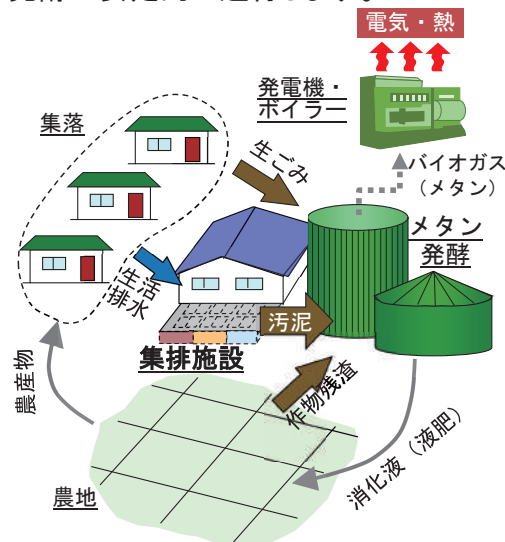 電気・熱
発電機・
ボイラー
集落
生ごみ
バイオガス
（メタン）
メタン
発酵
生活
排水
汚泥
集排施設
農産物
作物残渣
消化液（液肥）
農地